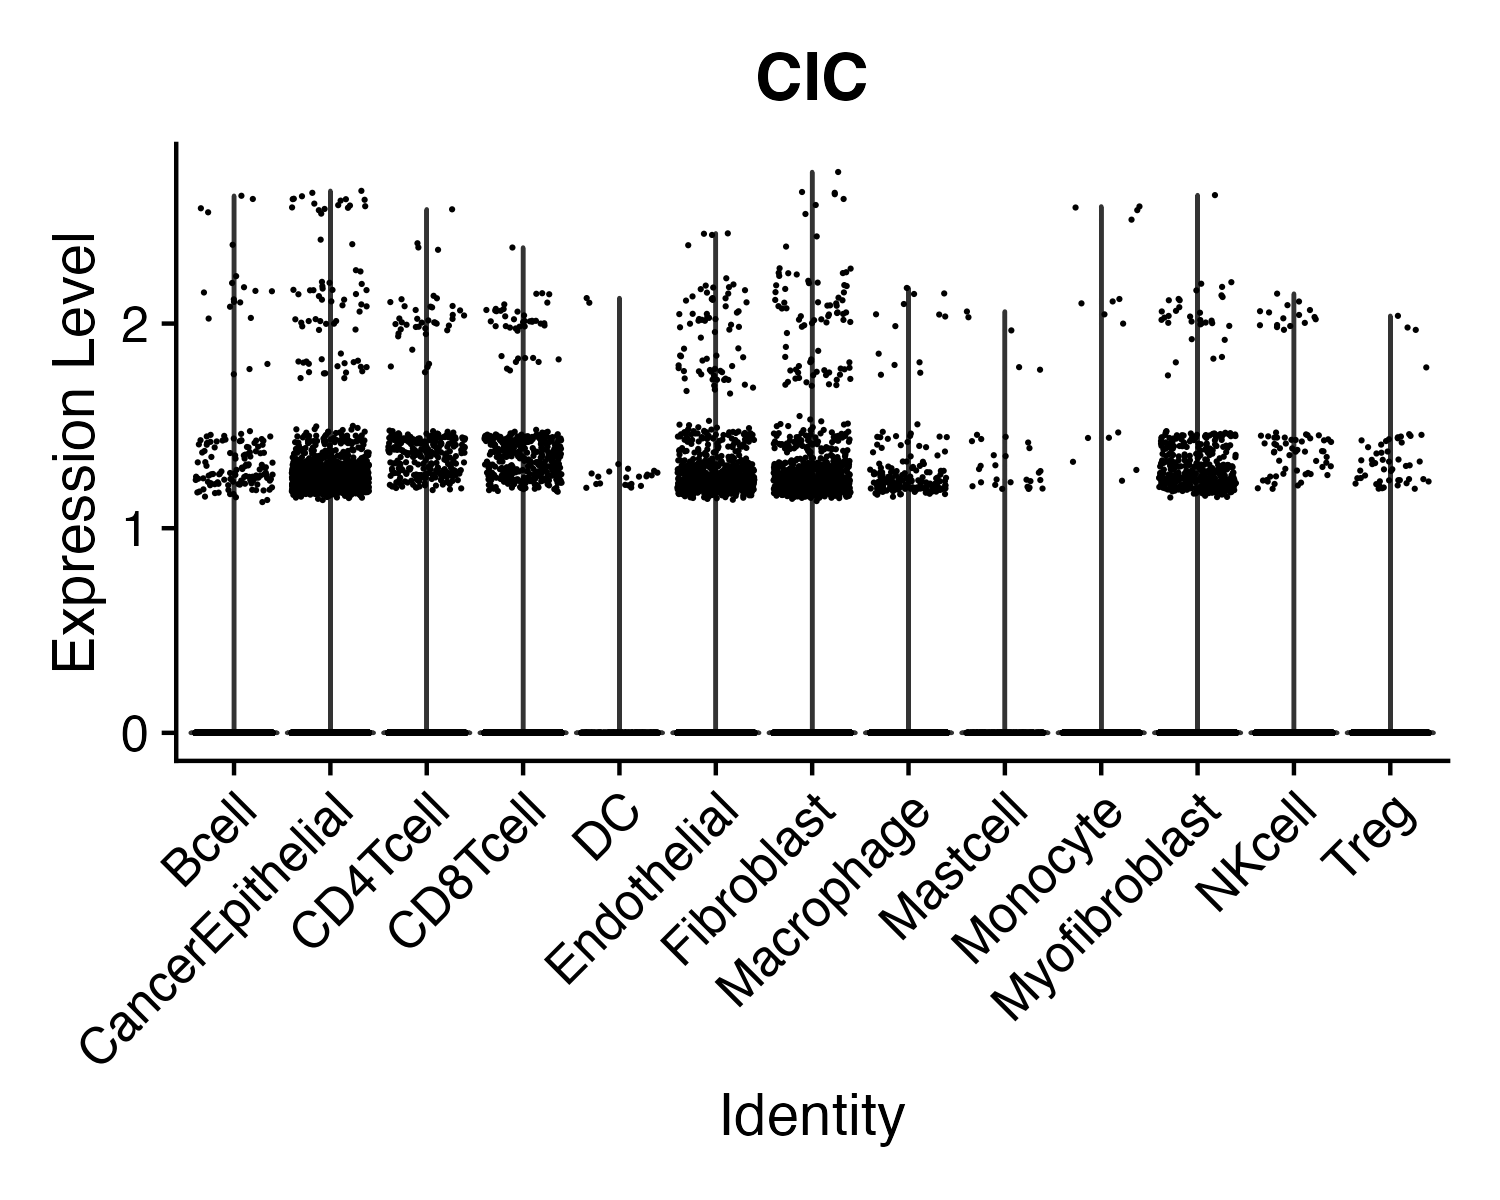 CIC
Expression Level
2
1
0
Bcell
CancerEpithelial
CD4Tcell
CD8Tcell
DC
Endothelial
Fibroblast
Macrophage
Mastcell
Monocyte
Myofibroblast
NKcell
Treg
Identity